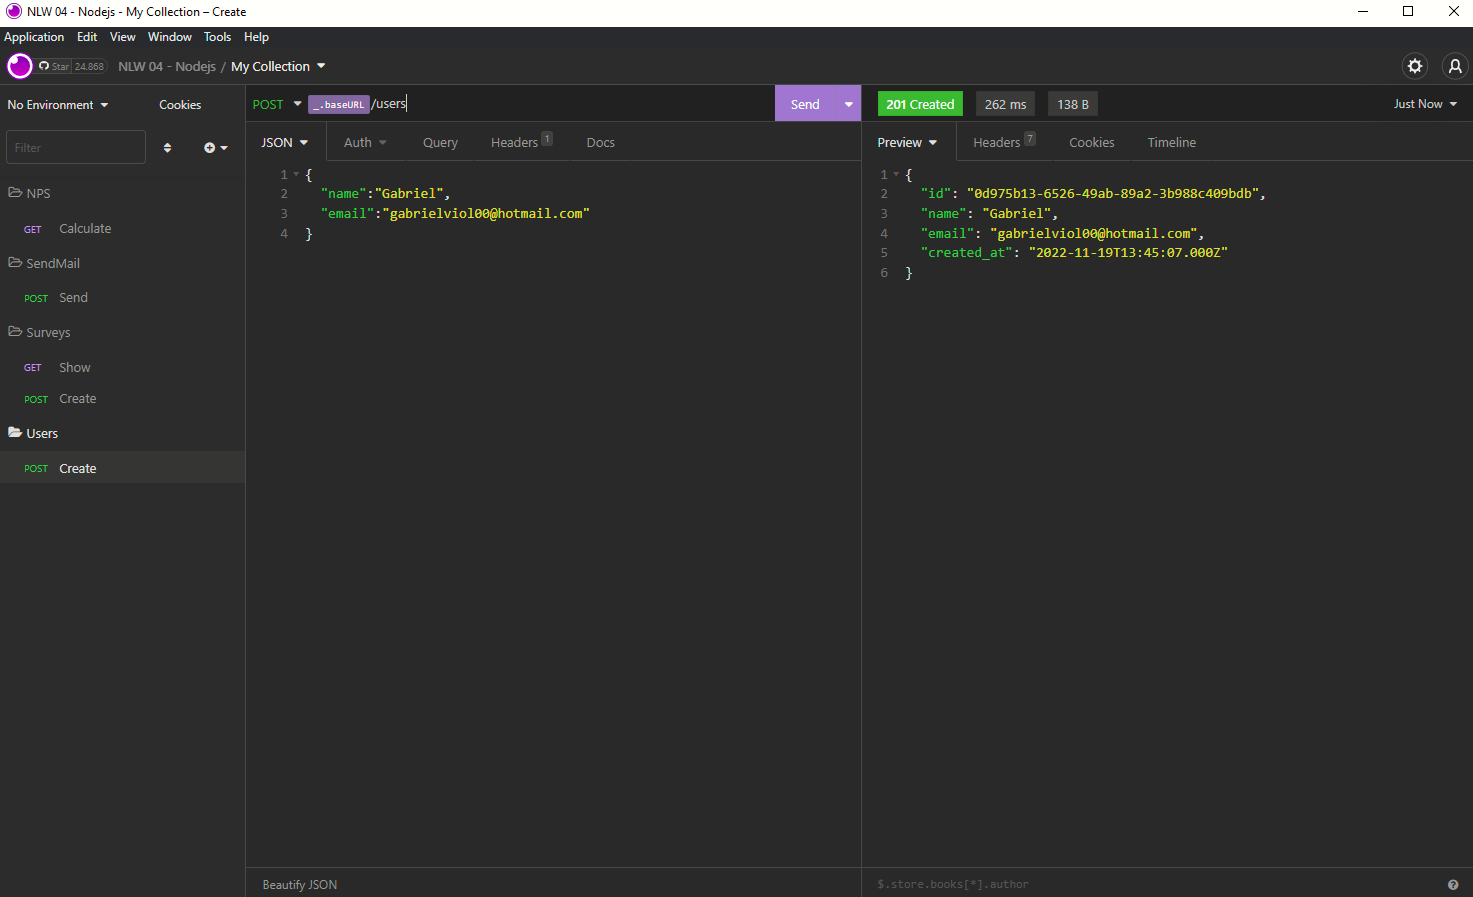 NLW 04 - Nodejs - My Collection – Create
Application Edit View Window Tools Help
Star 24.868 NLW 04 - Nodejs / My Collection
No Environment Cookies
POST _.baseURL /users
Send
201 Created 262 ms 138 B Just Now
Filter
JSON Auth Query Headers 1 Docs
Preview Headers 7 Cookies Timeline
NPS
GET Calculate
SendMail
POST Send
Surveys
GET Show
POST Create
Users
POST Create
1 {
2 "name":"Gabriel",
3 "email":"gabrielviol00@hotmail.com"
4 }
1 {
2 "id": "0d975b13-6526-49ab-89a2-3b988c409bdb",
3 "name": "Gabriel",
4 "email": "gabrielviol00@hotmail.com",
5 "created_at": "2022-11-19T13:45:07.000Z"
6 }
Beautify JSON
$.store.books[*].author